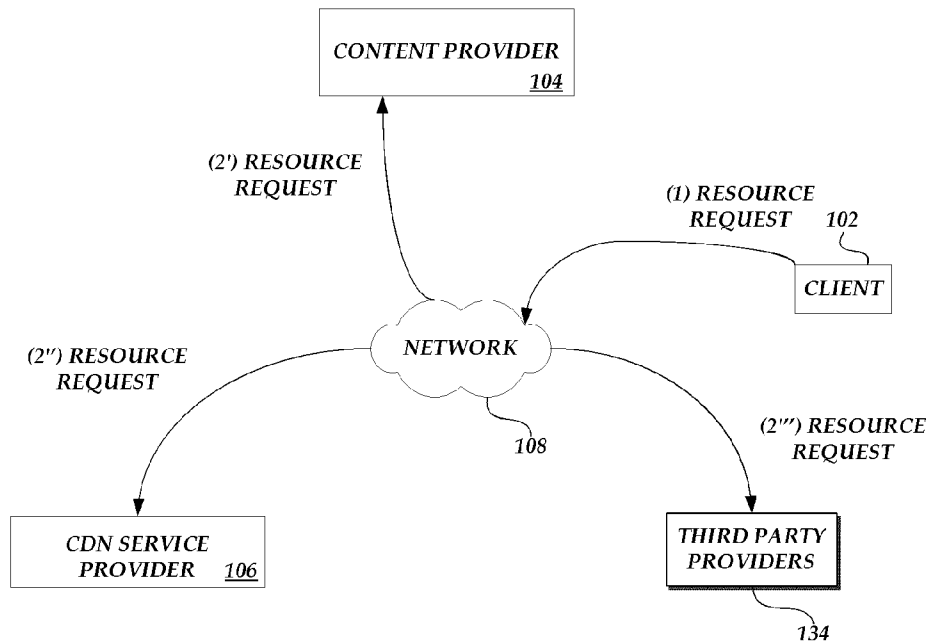 CONTENT PROVIDER
104
(2') RESOURCE
REQUEST
(1) RESOURCE
REQUEST
102
CLIENT
NETWORK
108
(2'') RESOURCE
REQUEST
(2''') RESOURCE
REQUEST
CDN SERVICE
PROVIDER 106
THIRD PARTY
PROVIDERS
134